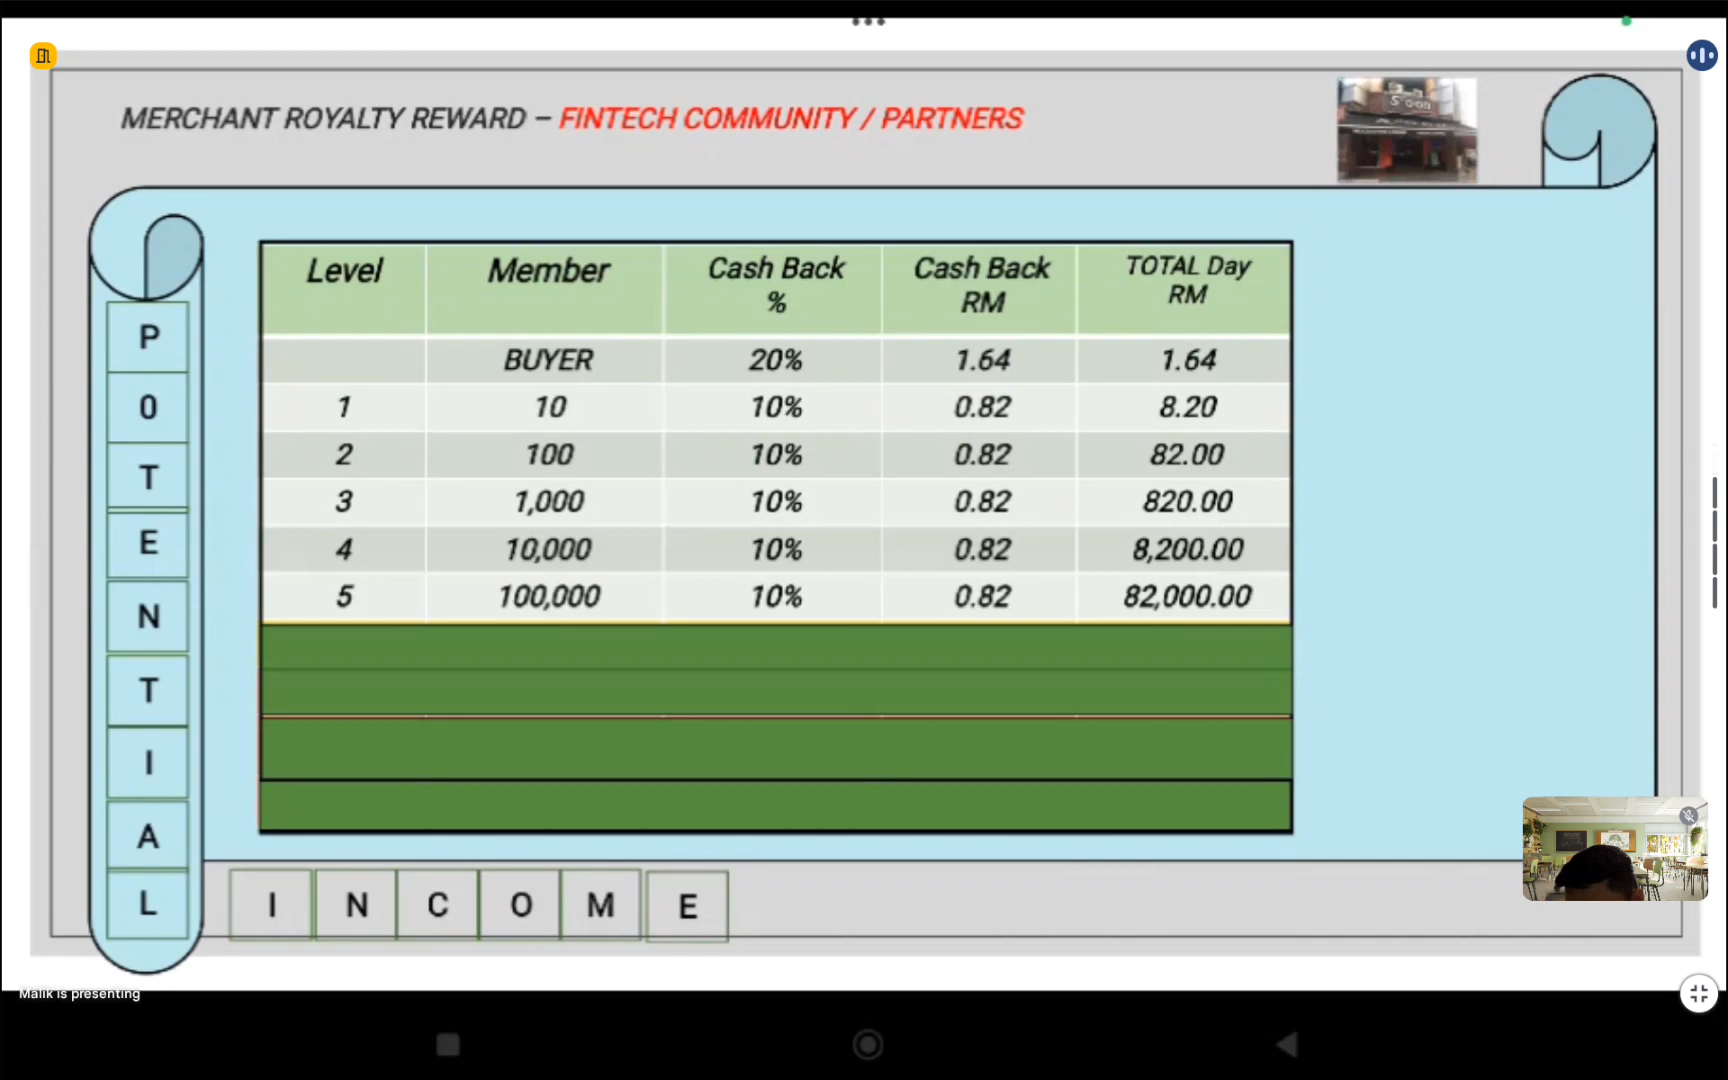 MERCHANT ROYALTY REWARD – FINTECH COMMUNITY / PARTNERS
Level Member Cash Back % Cash Back RM TOTAL Day RM
BUYER 20% 1.64 1.64
1 10 10% 0.82 8.20
2 100 10% 0.82 82.00
3 1,000 10% 0.82 820.00
4 10,000 10% 0.82 8,200.00
5 100,000 10% 0.82 82,000.00
P
0
T
E
N
T
I
A
L
I N C O M E
Malik is presenting